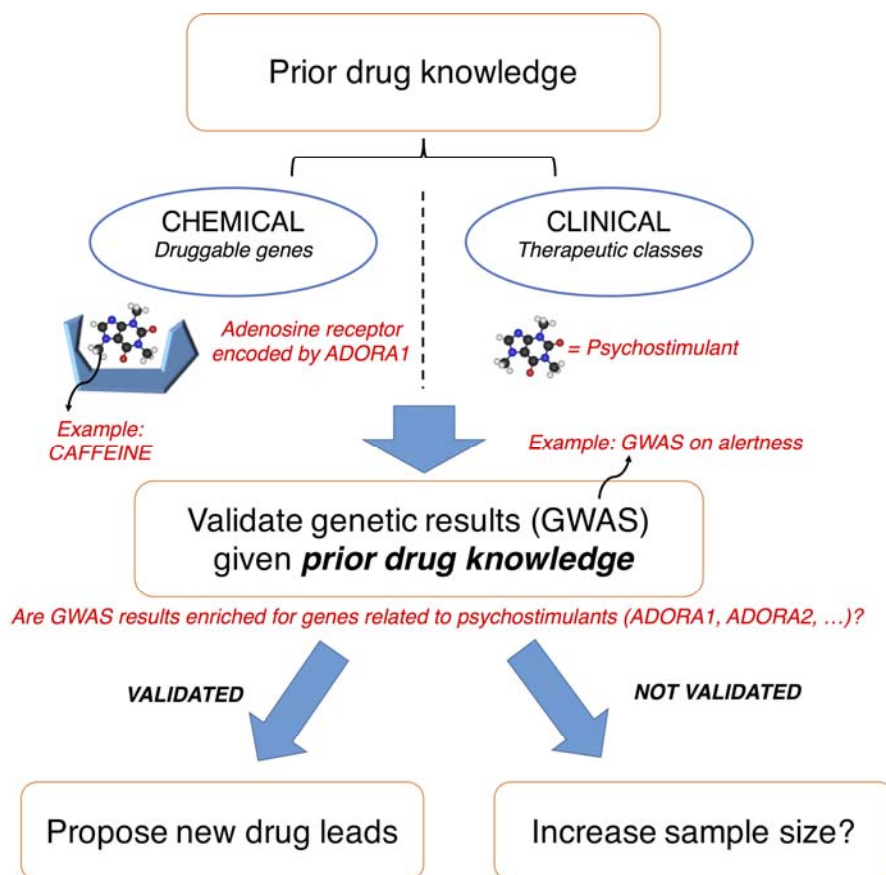 Prior drug knowledge
CHEMICAL
Druggable genes
CLINICAL
Therapeutic classes
Adenosine receptor
encoded by ADORA1
= Psychostimulant
Example:
CAFFEINE
Example: GWAS on alertness
Validate genetic results (GWAS)
given prior drug knowledge
Are GWAS results enriched for genes related to psychostimulants (ADORA1, ADORA2, …)?
VALIDATED
NOT VALIDATED
Propose new drug leads
Increase sample size?